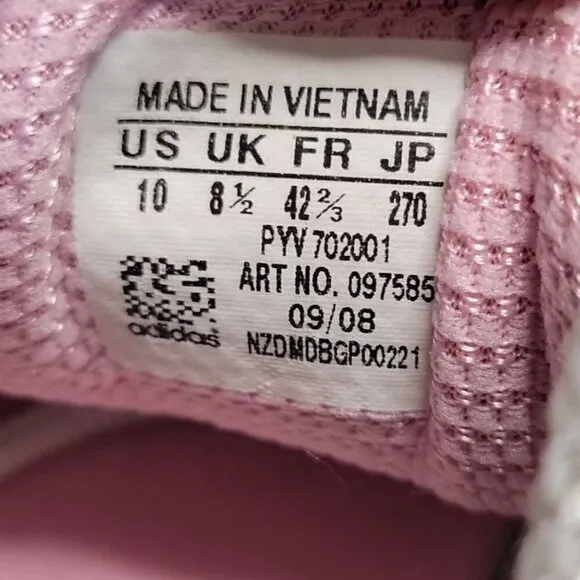 MADE IN VIETNAM
US UK FR JP
10 8½ 42⅔ 270
PYV 702001
ART NO. 097585
09/08
adidas
NZDMDBGP00221